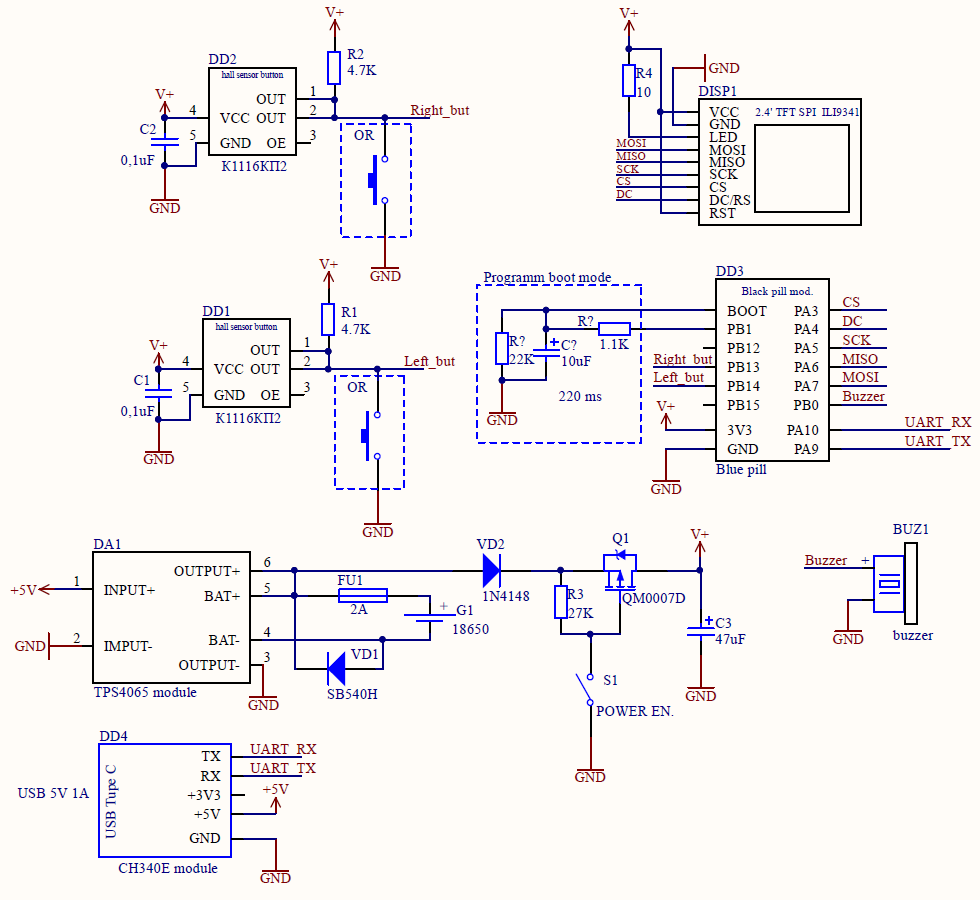 V+
R2
4.7K
DD2
hall sensor button
V+
OUT 1
4 VCC OUT 2
Right_but
C2
5 GND OE 3
OR
0,1uF
К1116КП2
GND
GND
V+
R4
10
GND
DISP1
VCC
2.4' TFT SPI ILI9341
GND
LED
MOSI MOSI
MISO MISO
SCK SCK
CS CS
DC DC/RS
RST
V+
R1
4.7K
DD1
hall sensor button
V+
OUT 1
4 VCC OUT 2
Left_but
C1
5 GND OE 3
OR
0,1uF
К1116КП2
GND
GND
Programm boot mode
R?
22K
C?
10uF
R?
1.1K
220 ms
GND
DD3
Black pill mod.
BOOT PA3 CS
PB1 PA4 DC
PB12 PA5 SCK
Right_but PB13 PA6 MISO
Left_but PB14 PA7 MOSI
PB15 PB0 Buzzer
V+
3V3 PA10 UART_RX
GND PA9 UART_TX
Blue pill
GND
DA1
OUTPUT+ 6
+5V 1 INPUT+
BAT+ 5
GND 2 IMPUT-
BAT- 4
OUTPUT- 3
TPS4065 module
GND
FU1
2A
G1
18650
VD1
SB540H
VD2
1N4148
R3
27K
Q1
QM0007D
V+
C3
47uF
GND
S1
POWER EN.
GND
BUZ1
Buzzer +
GND
buzzer
DD4
USB 5V 1A
USB Tupe C
TX UART_RX
RX UART_TX
+3V3
+5V +5V
GND
CH340E module
GND